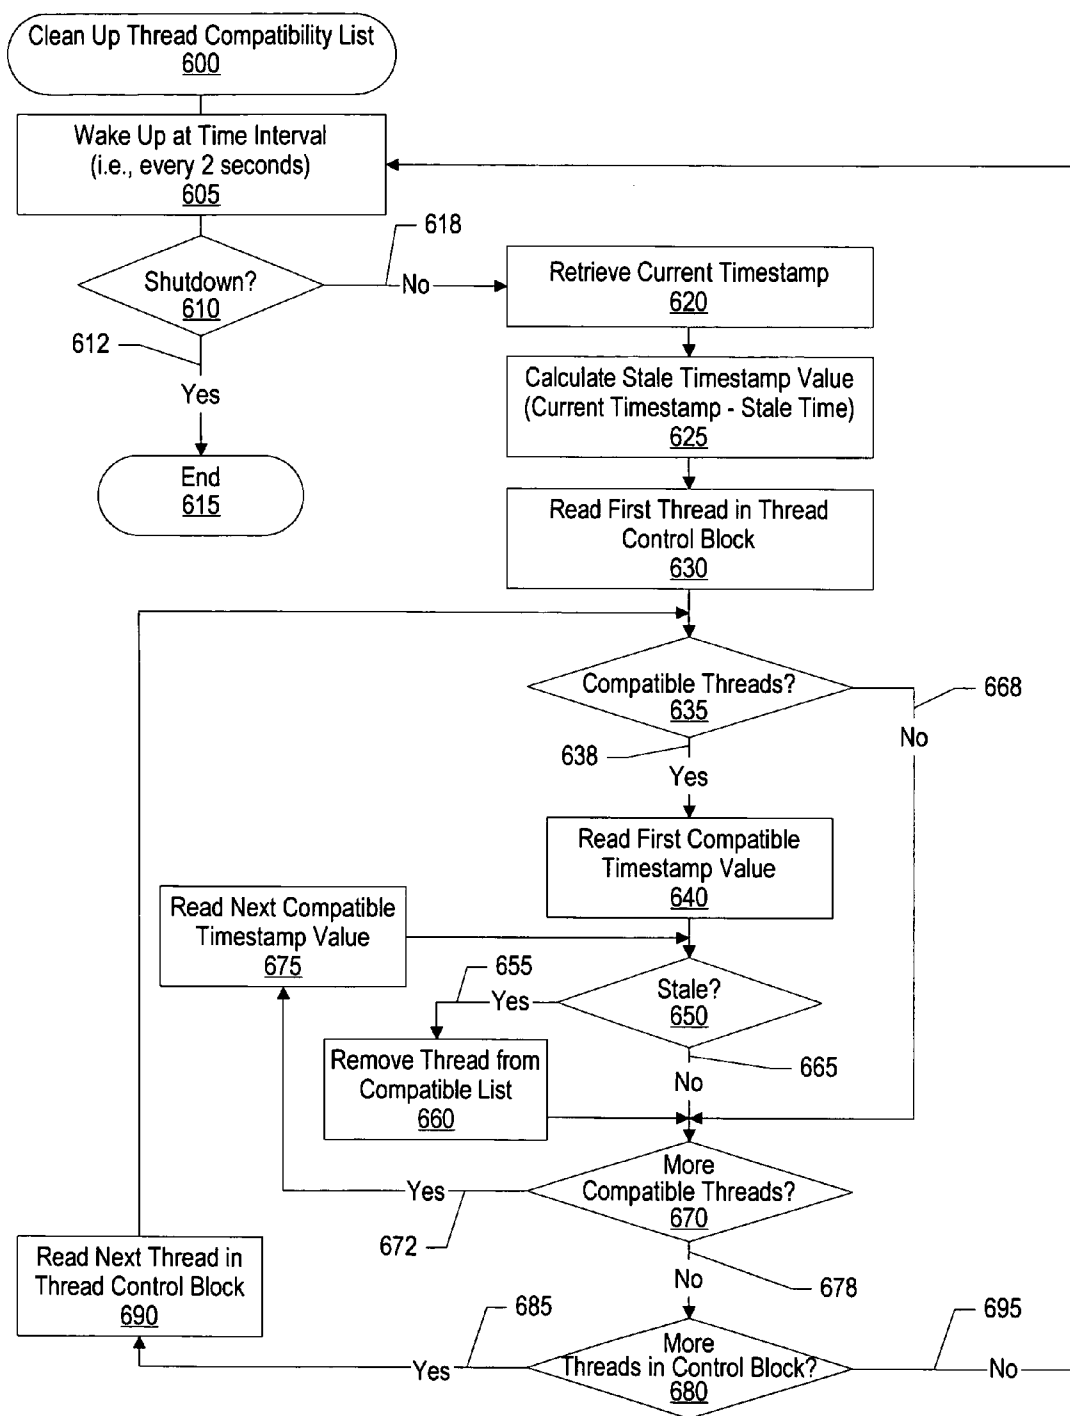 Clean Up Thread Compatibility List
600
Wake Up at Time Interval
(i.e., every 2 seconds)
605
618
Shutdown?
610
No
Retrieve Current Timestamp
620
612
Yes
Calculate Stale Timestamp Value
(Current Timestamp - Stale Time)
625
End
615
Read First Thread in Thread
Control Block
630
Compatible Threads?
635
668
No
638
Yes
Read First Compatible
Timestamp Value
640
Read Next Compatible
Timestamp Value
675
655
Yes
Stale?
650
665
No
Remove Thread from
Compatible List
660
More
Compatible Threads?
670
Yes
672
678
No
Read Next Thread in
Thread Control Block
690
685
Yes
More
Threads in Control Block?
680
695
No